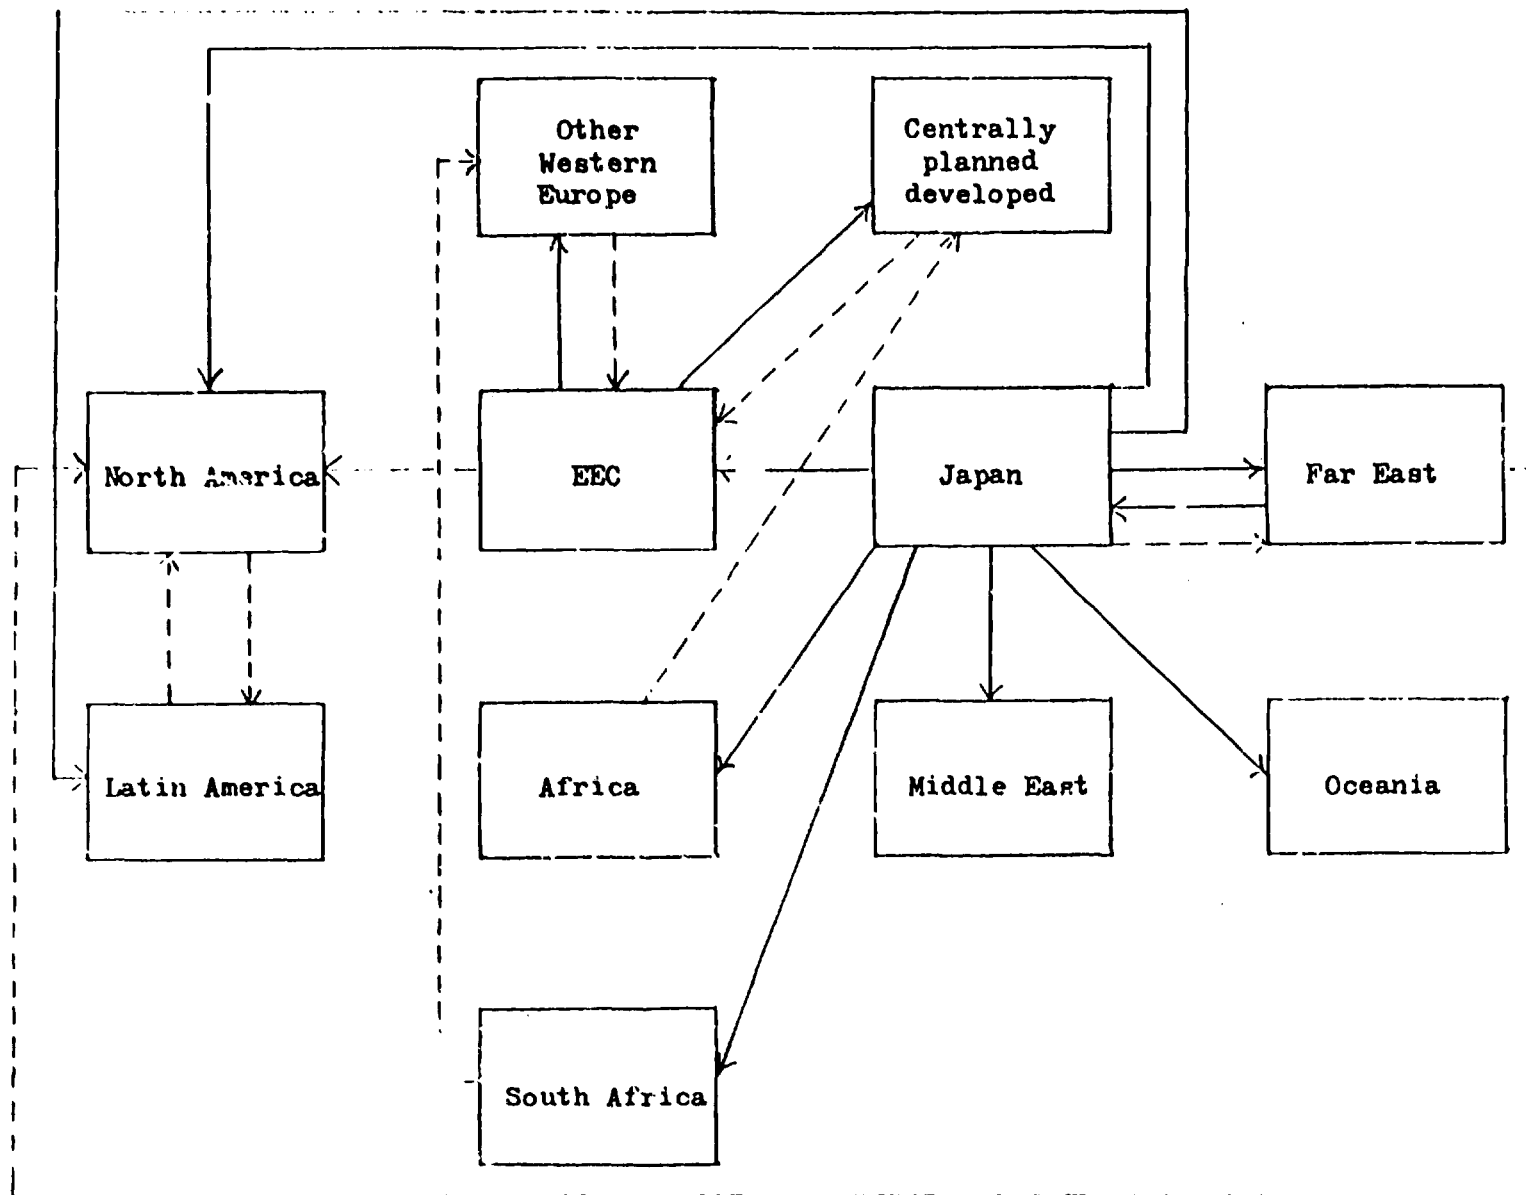 Other
Western
Europe
Centrally
planned
developed
North America
EEC
Japan
Far East
Latin America
Africa
Middle East
Oceania
South Africa